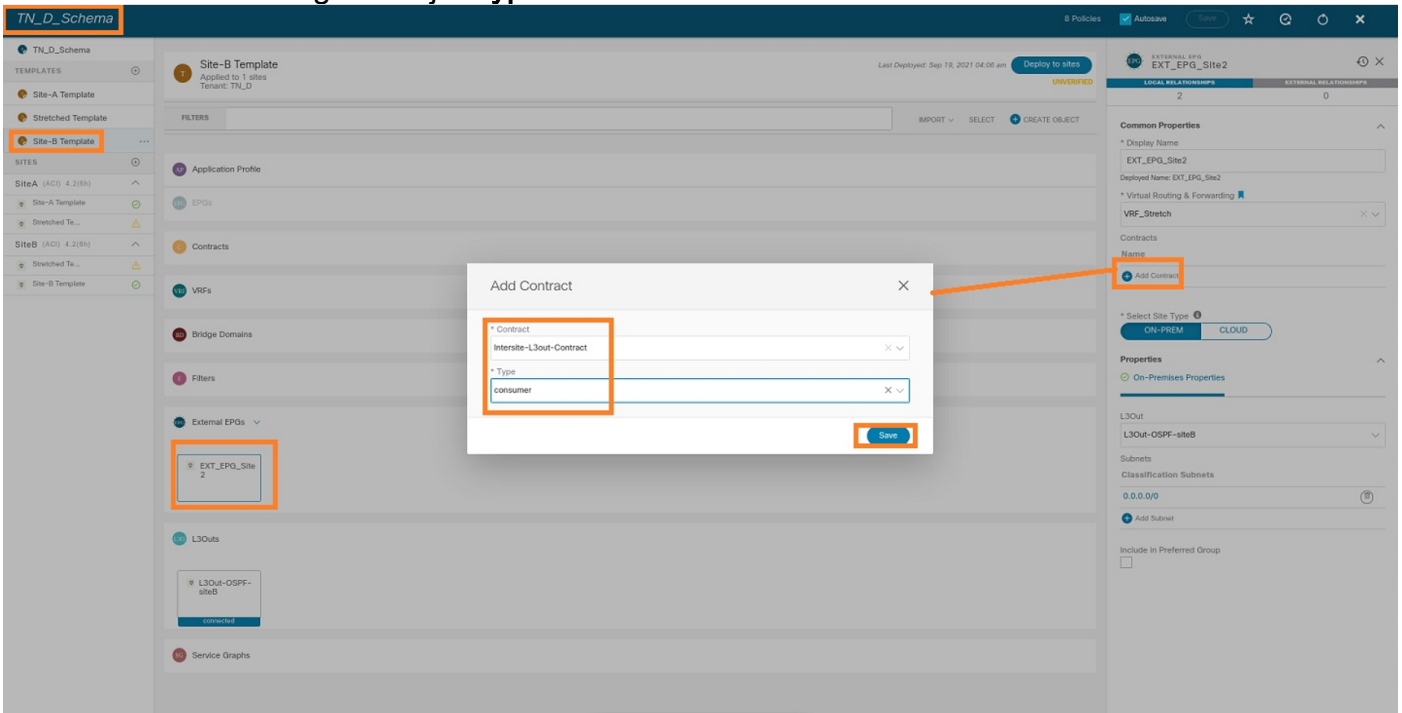 TN_D_Schema
8 Policies
Autosave
Save
TN_D_Schema
TEMPLATES
Site-A Template
Stretched Template
Site-B Template
SITES
SiteA (ACI) 4.2(6h)
Site-A Template
Stretched Te...
SiteB (ACI) 4.2(6h)
Stretched Te...
Site-B Template
T
Site-B Template
Applied to 1 sites
Tenant: TN_D
Last Deployed: Sep 19, 2021 04:06 am
Deploy to sites
UNVERIFIED
FILTERS
IMPORT
SELECT
CREATE OBJECT
AP
Application Profile
EPG
EPGs
C
Contracts
VRF
VRFs
BD
Bridge Domains
F
Filters
EPG
External EPGs
EXT_EPG_Site
2
L3Outs
L3Out-OSPF-
siteB
connected
SG
Service Graphs
Add Contract
* Contract
Intersite-L3out-Contract
* Type
consumer
Save
EPG
EXTERNAL EPG
EXT_EPG_Site2
LOCAL RELATIONSHIPS
2
EXTERNAL RELATIONSHIPS
0
Common Properties
* Display Name
EXT_EPG_Site2
Deployed Name: EXT_EPG_Site2
* Virtual Routing & Forwarding
VRF_Stretch
Contracts
Name
Add Contract
* Select Site Type
ON-PREM
CLOUD
Properties
On-Premises Properties
L3Out
L3Out-OSPF-siteB
Subnets
Classification Subnets
0.0.0.0/0
Add Subnet
Include in Preferred Group